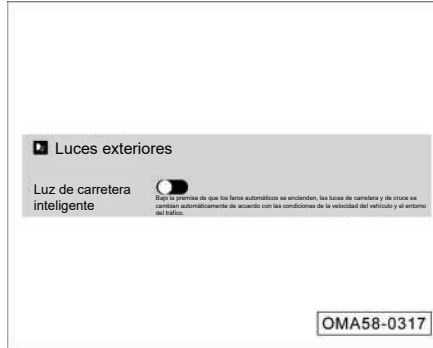 Luces exteriores
Luz de carretera
inteligente
Bajo la premisa de que los faros automáticos se encienden, las luces de carretera y de cruce se
cambian automáticamente de acuerdo con las condiciones de la velocidad del vehículo y el entorno
del tráfico.
OMA58-0317